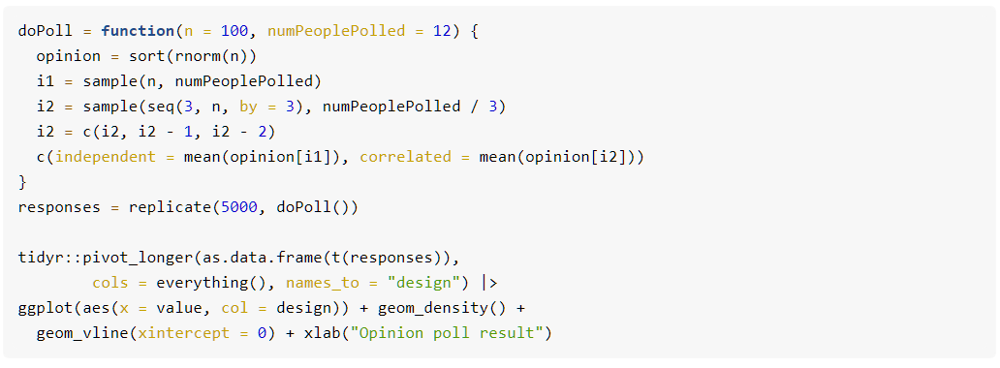 doPoll = function(n = 100, numPeoplePolled = 12) {
  opinion = sort(rnorm(n))
  i1 = sample(n, numPeoplePolled)
  i2 = sample(seq(3, n, by = 3), numPeoplePolled / 3)
  i2 = c(i2, i2 - 1, i2 - 2)
  c(independent = mean(opinion[i1]), correlated = mean(opinion[i2]))
}
responses = replicate(5000, doPoll())

tidyr::pivot_longer(as.data.frame(t(responses)),
        cols = everything(), names_to = "design") |>
ggplot(aes(x = value, col = design)) + geom_density() +
  geom_vline(xintercept = 0) + xlab("Opinion poll result")